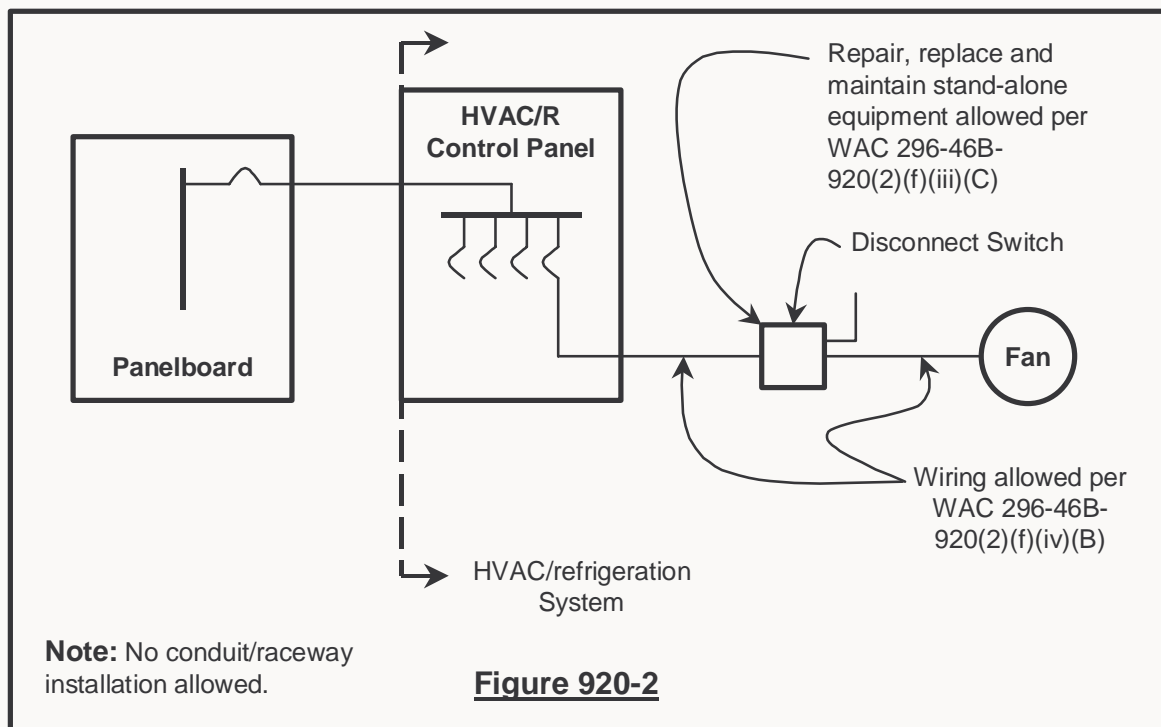 HVAC/R
Control Panel
Panelboard
Repair, replace and
maintain stand-alone
equipment allowed per
WAC 296-46B-
920(2)(f)(iii)(C)
Disconnect Switch
Fan
Wiring allowed per
WAC 296-46B-
920(2)(f)(iv)(B)
HVAC/refrigeration
System
Note: No conduit/raceway
installation allowed.
Figure 920-2